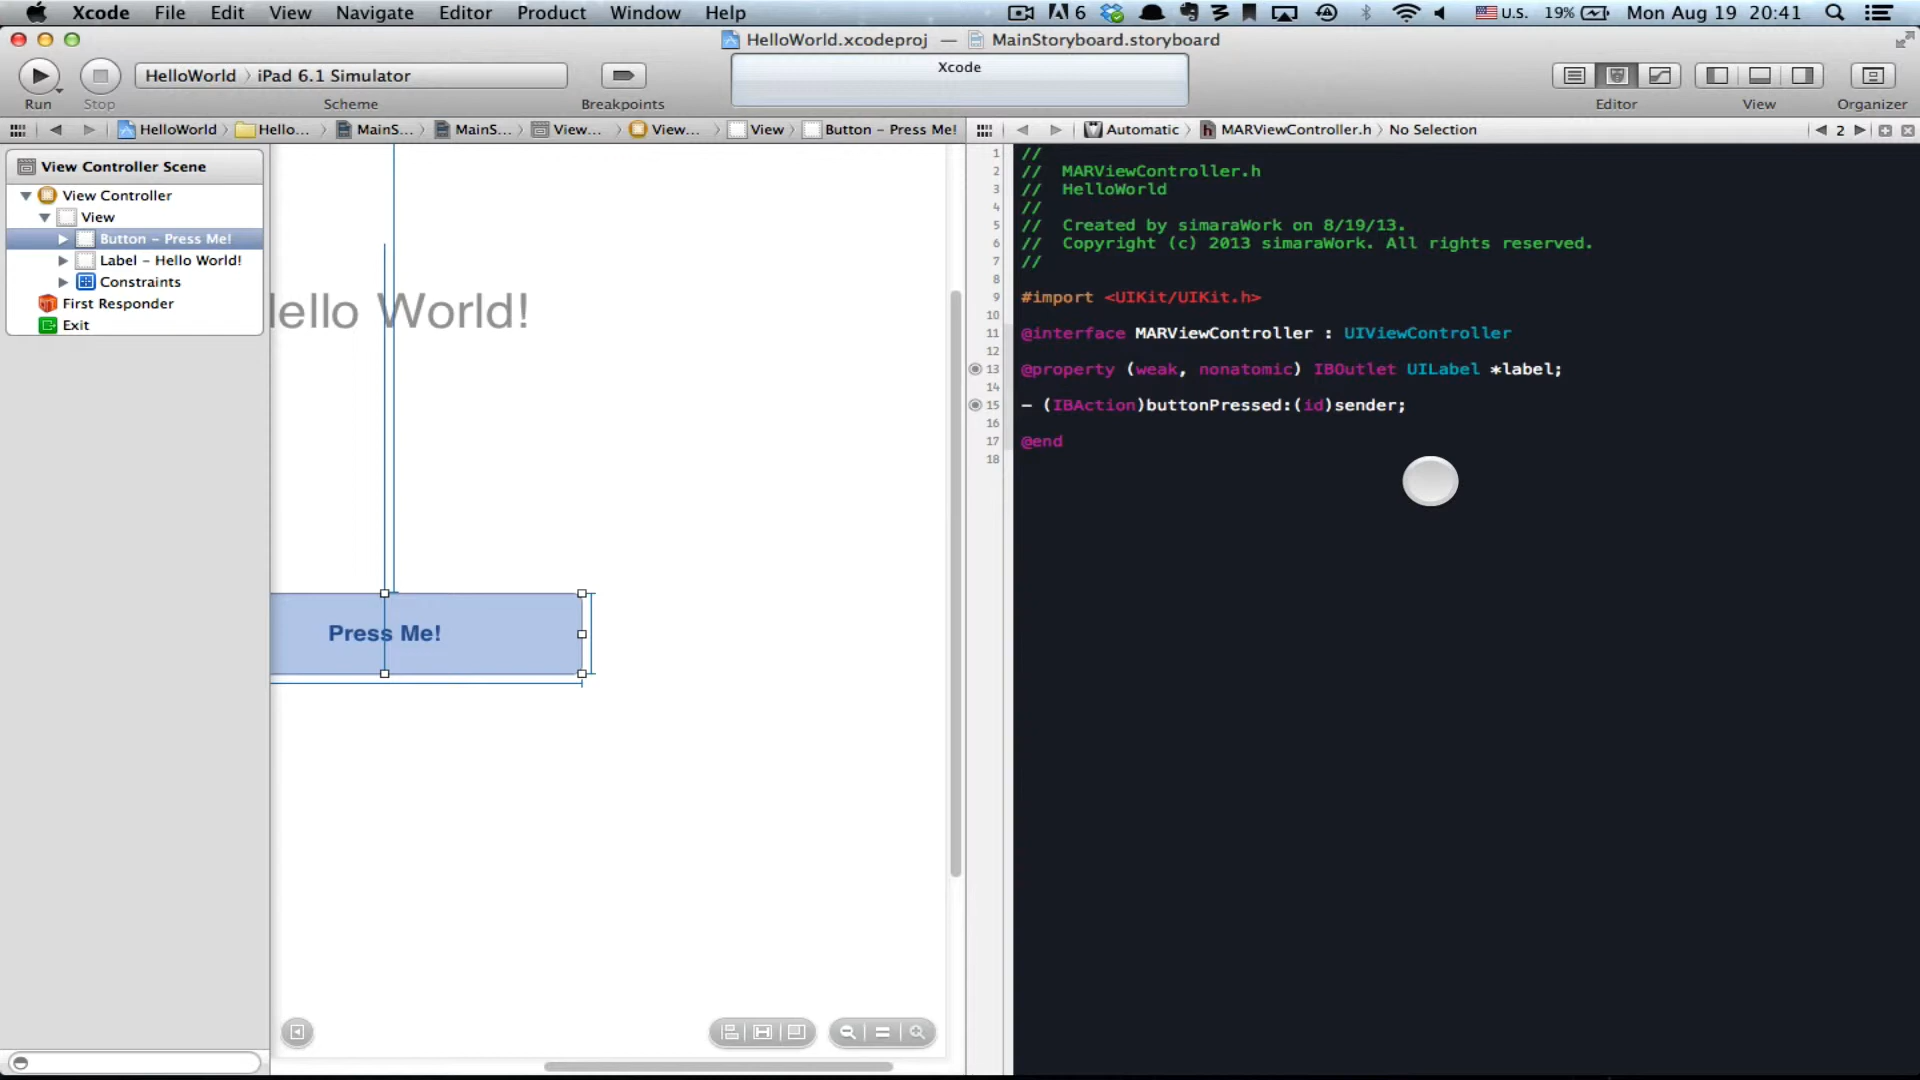 Xcode File Edit View Navigate Editor Product Window Help 6 U.S. 19% Mon Aug 19 20:41
HelloWorld.xcodeproj — MainStoryboard.storyboard
HelloWorld 〉 iPad 6.1 Simulator
Xcode
Run Stop Scheme Breakpoints Editor View Organizer
HelloWorld 〉 Hello... 〉 MainS... 〉 MainS... 〉 View... 〉 View... 〉 View 〉 Button – Press Me!
Automatic 〉 MARViewController.h 〉 No Selection 2
View Controller Scene
View Controller
View
Button – Press Me!
Label – Hello World!
Constraints
First Responder
Exit
ello World!
Press Me!
1 //
2 //  MARViewController.h
3 //  HelloWorld
4 //
5 //  Created by simaraWork on 8/19/13.
6 //  Copyright (c) 2013 simaraWork. All rights reserved.
7 //
8
9 #import <UIKit/UIKit.h>
10
11 @interface MARViewController : UIViewController
12
13 @property (weak, nonatomic) IBOutlet UILabel *label;
14
15 - (IBAction)buttonPressed:(id)sender;
16
17 @end
18